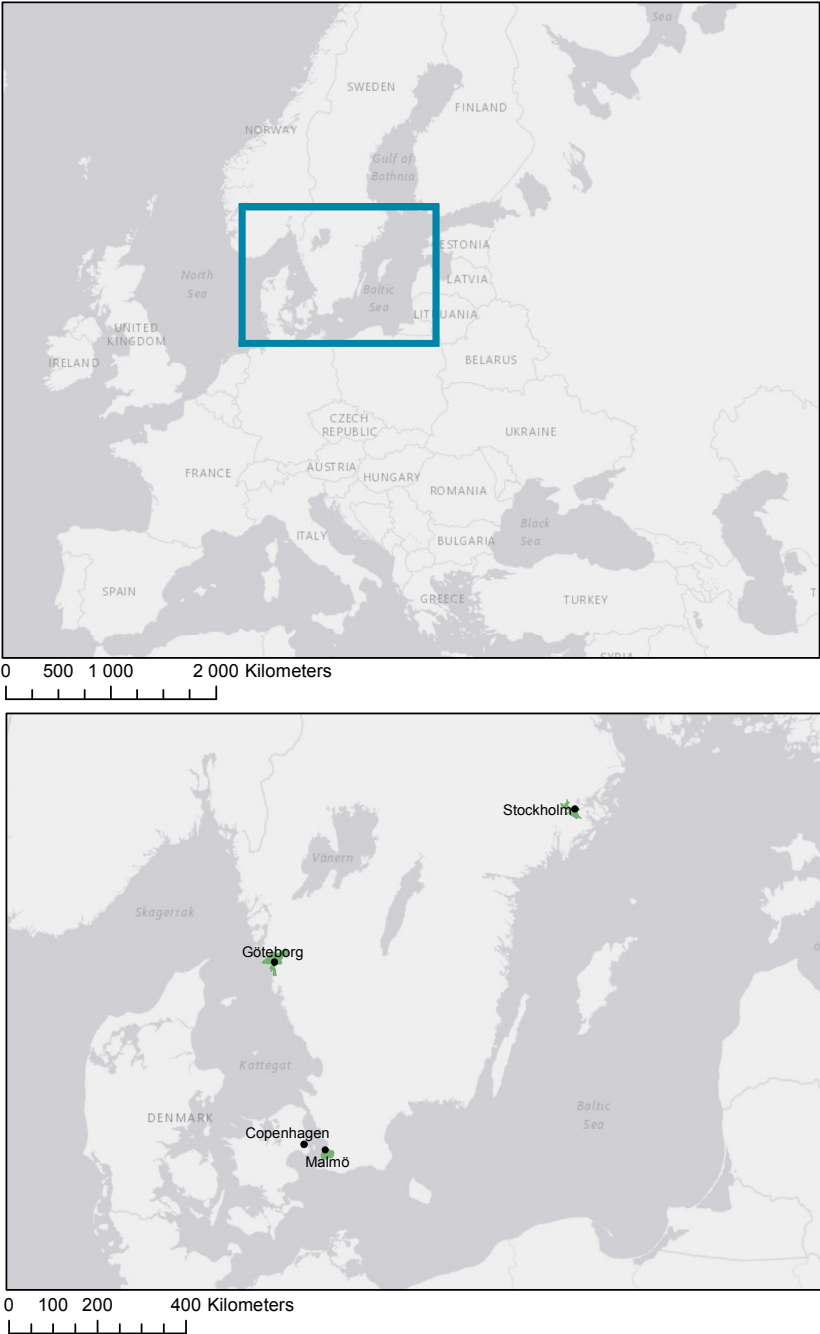 Sea
SWEDEN
FINLAND
NORWAY
Gulf of
Bothnia
ESTONIA
North
Sea
LATVIA
Baltic
Sea
LITHUANIA
UNITED
KINGDOM
IRELAND
BELARUS
CZECH
REPUBLIC
UKRAINE
FRANCE
AUSTRIA
HUNGARY
ROMANIA
Black
Sea
ITALY
BULGARIA
SPAIN
GREECE
TURKEY
T
SYRIA
0 500 1 000 2 000 Kilometers
Stockholm
Vänern
Skagerrak
Göteborg
Kattegat
DENMARK
Baltic
Sea
Copenhagen
Malmö
0 100 200 400 Kilometers